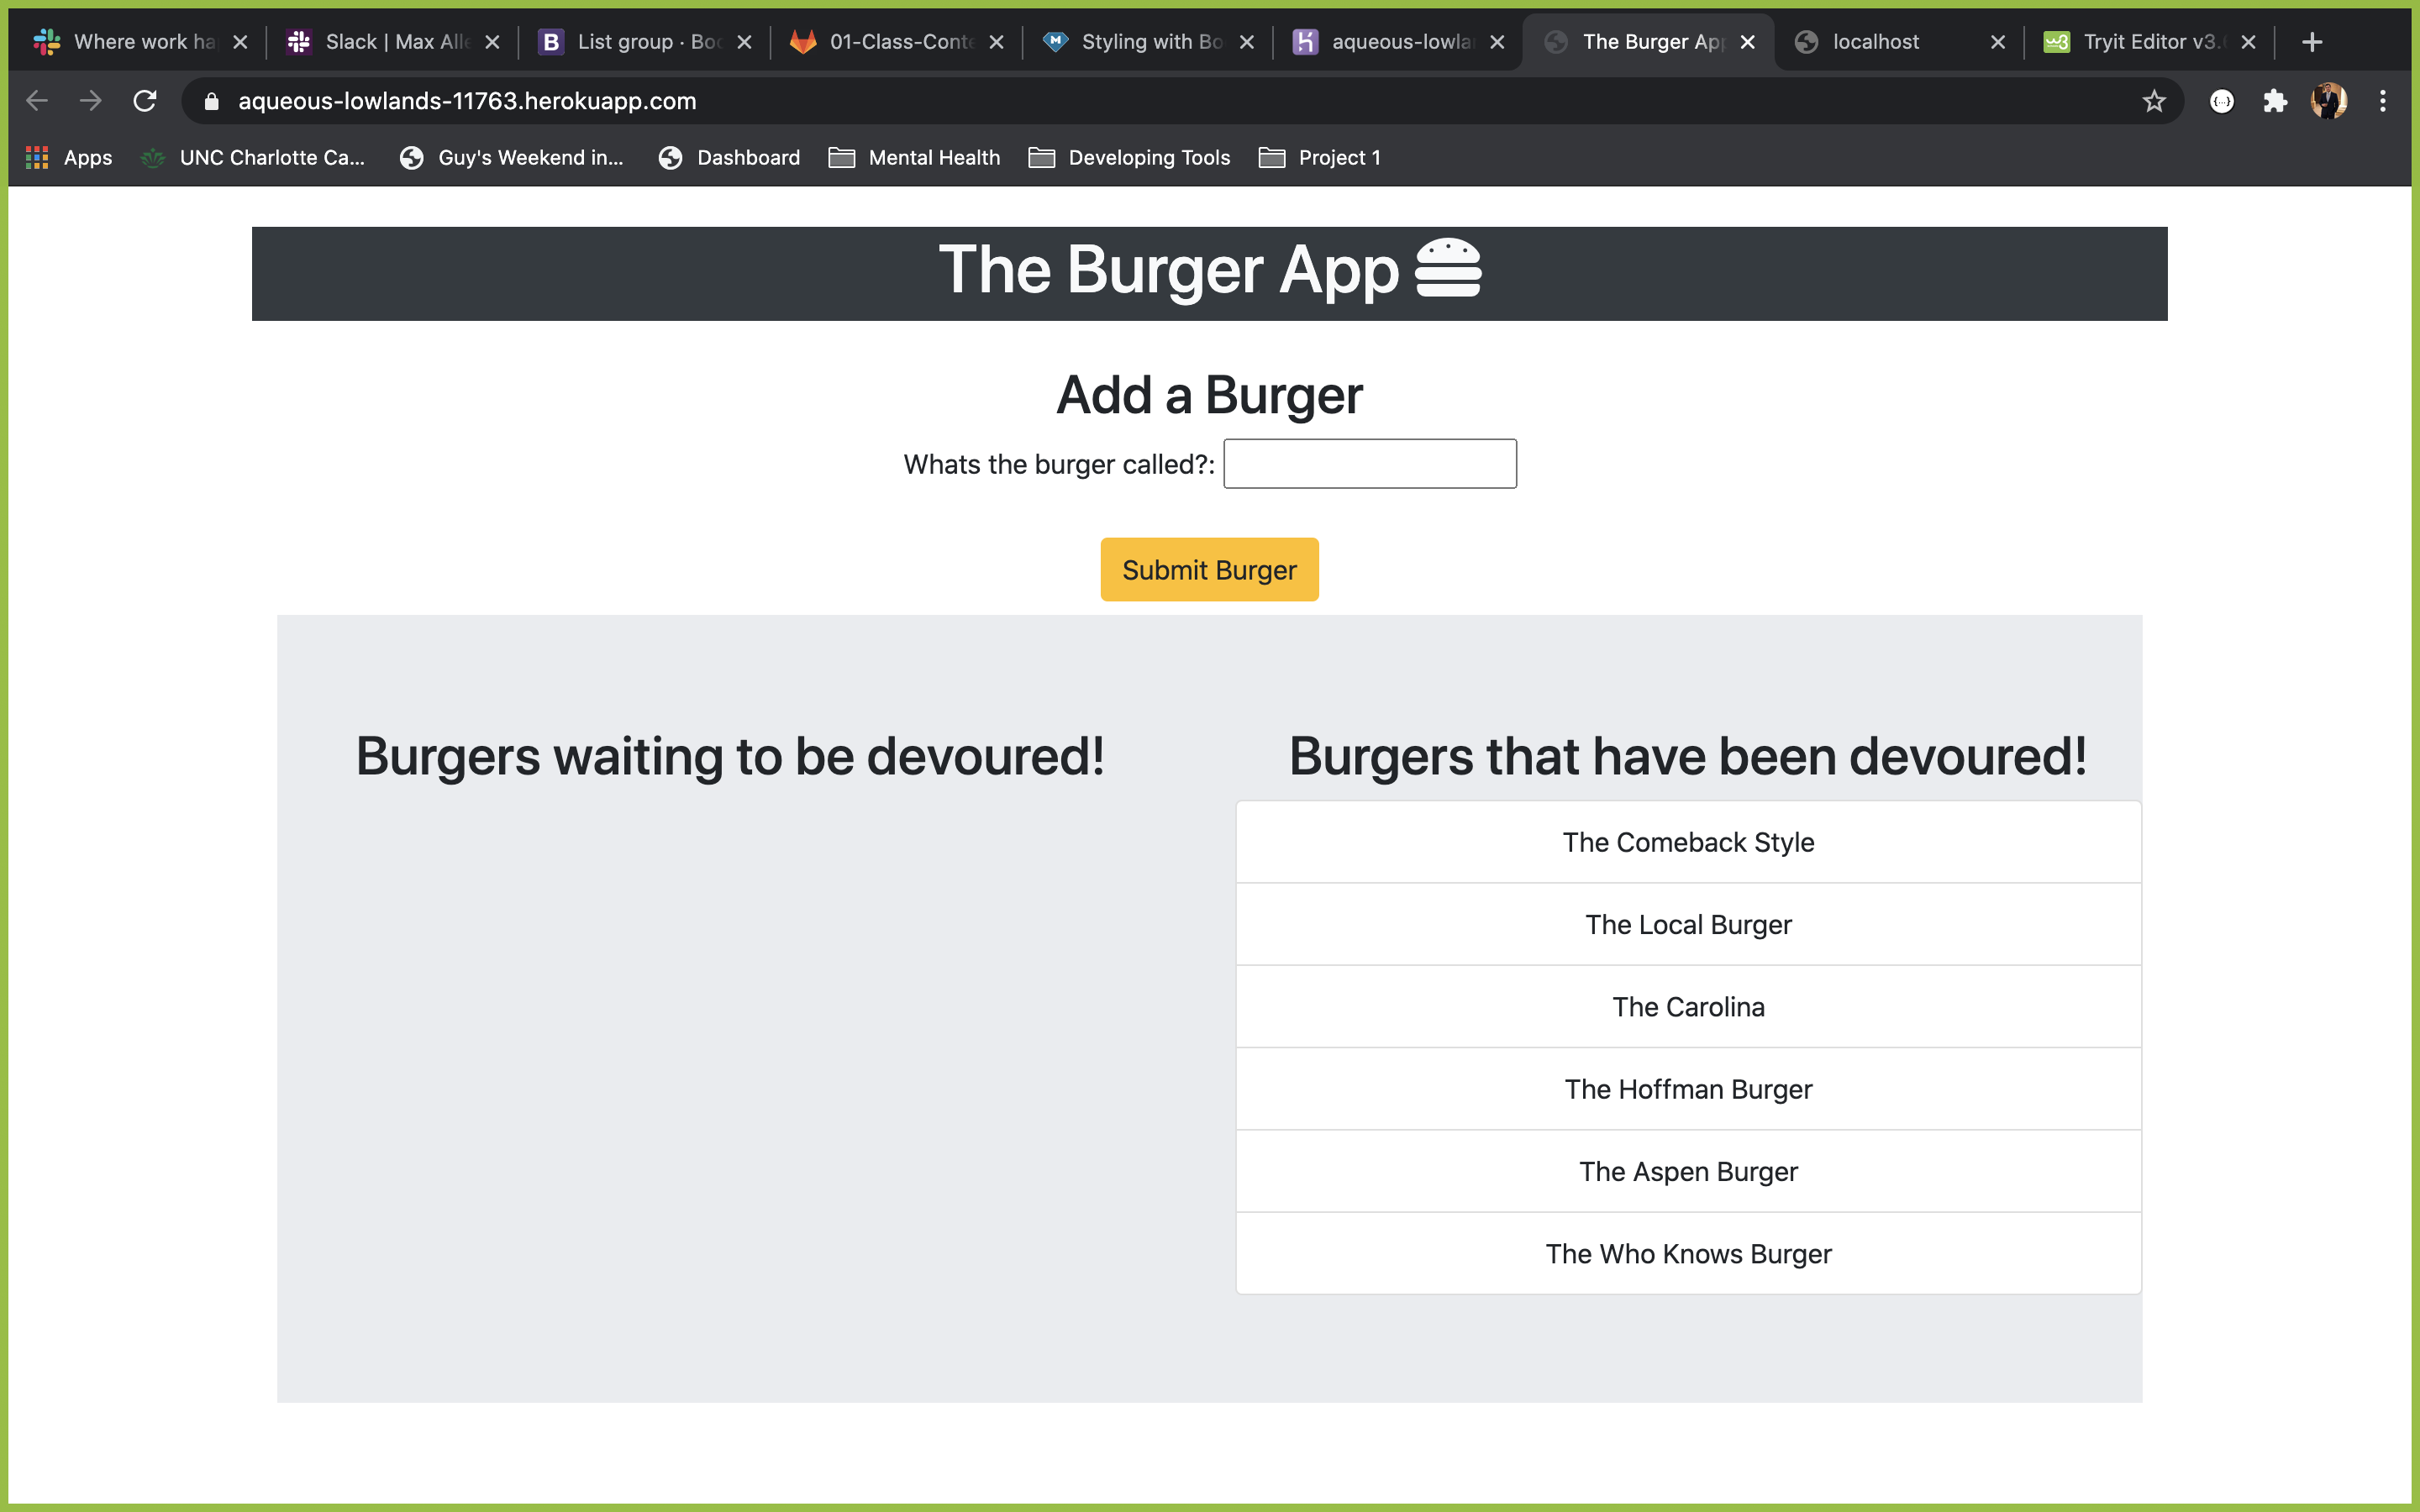 Where work ha
Slack | Max Alle
List group · Boo
01-Class-Conte
Styling with Bo
aqueous-lowla
The Burger App
localhost
Tryit Editor v3.
aqueous-lowlands-11763.herokuapp.com
Apps
UNC Charlotte Ca...
Guy's Weekend in...
Dashboard
Mental Health
Developing Tools
Project 1
The Burger App
Add a Burger
Whats the burger called?:
Submit Burger
Burgers waiting to be devoured!
Burgers that have been devoured!
The Comeback Style
The Local Burger
The Carolina
The Hoffman Burger
The Aspen Burger
The Who Knows Burger